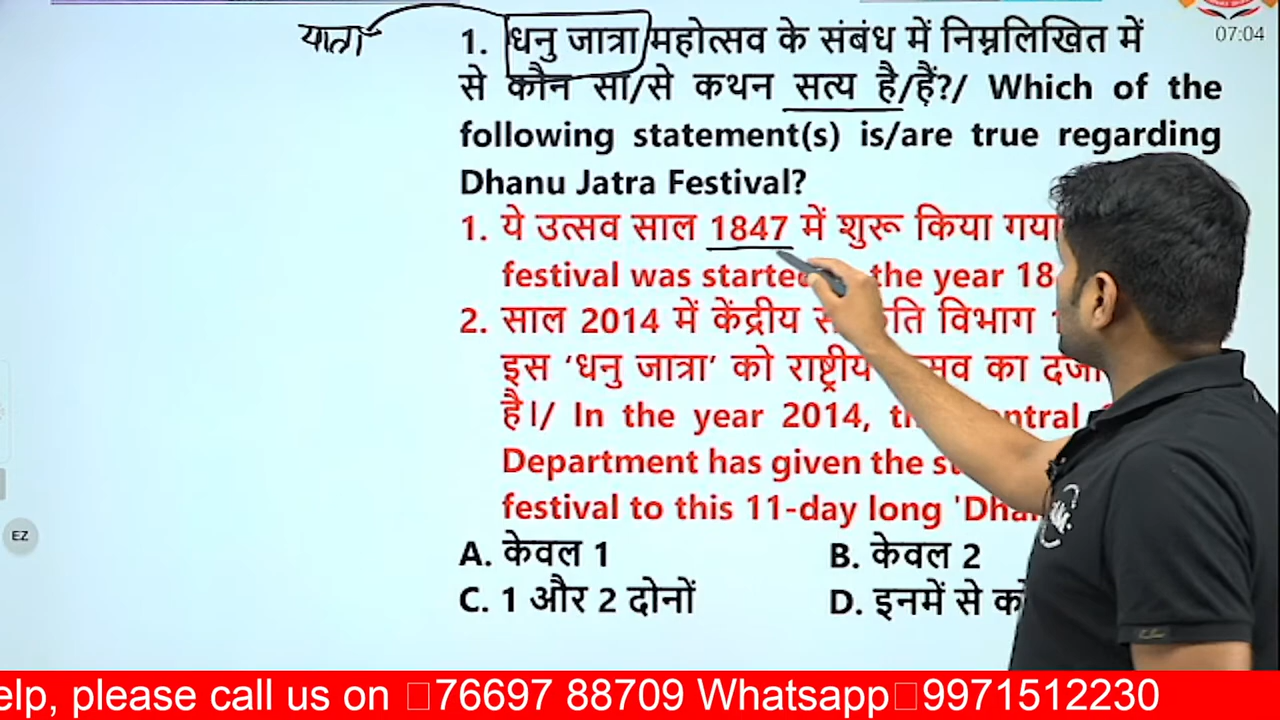 07:04
यात्रा
1. धनु जात्रा महोत्सव के संबंध में निम्नलिखित में
से कौन सा/से कथन सत्य है/हैं?/ Which of the
following statement(s) is/are true regarding
Dhanu Jatra Festival?
1. ये उत्सव साल 1847 में शुरू किया गया
festival was started the year 18
2. साल 2014 में केंद्रीय विभाग
इस ‘धनु जात्रा’ को राष्ट्रीय का
है।/ In the year 2014,
Department has given the
festival to this 11-day long
A. केवल 1 B. केवल 2
C. 1 और 2 दोनों D. इनमें से
EZ
elp, please call us on 76697 88709 Whatsapp 9971512230